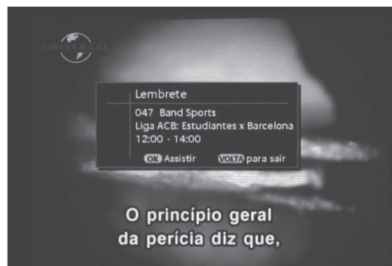 UNIVERSAL
Lembrete
047 Band Sports
Liga ACB: Estudiantes x Barcelona
12:00 - 14:00
OK Assistir VOLTA para sair
O princípio geral
da perícia diz que,